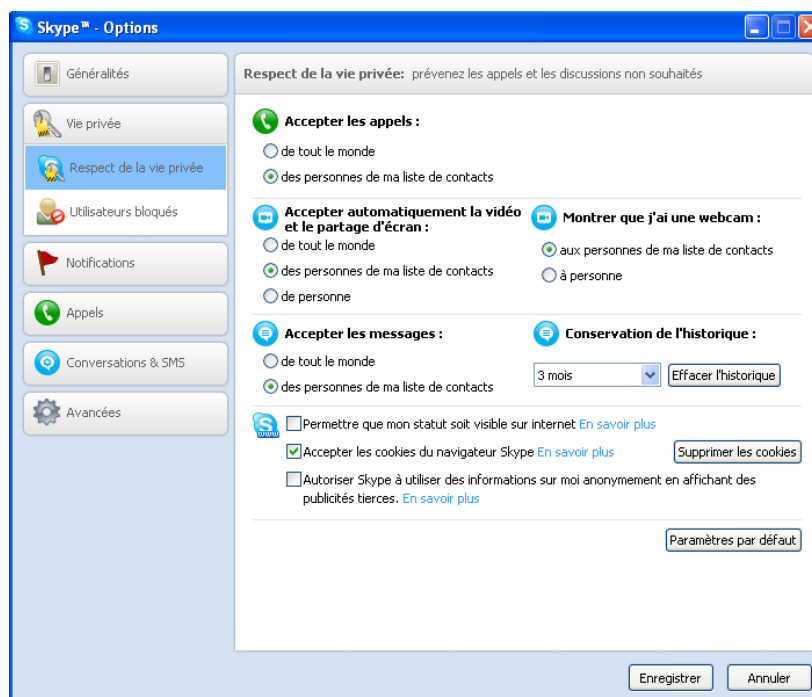 Skype™ - Options
Généralités
Vie privée
Respect de la vie privée
Utilisateurs bloqués
Notifications
Appels
Conversations & SMS
Avancées
Respect de la vie privée: prévenez les appels et les discussions non souhaités
Accepter les appels :
de tout le monde
des personnes de ma liste de contacts
Accepter automatiquement la vidéo
et le partage d'écran :
de tout le monde
des personnes de ma liste de contacts
de personne
Montrer que j'ai une webcam :
aux personnes de ma liste de contacts
à personne
Accepter les messages :
de tout le monde
des personnes de ma liste de contacts
Conservation de l'historique :
3 mois
Effacer l'historique
Permettre que mon statut soit visible sur internet En savoir plus
Accepter les cookies du navigateur Skype En savoir plus
Supprimer les cookies
Autoriser Skype à utiliser des informations sur moi anonymement en affichant des
publicités tierces. En savoir plus
Paramètres par défaut
Enregistrer
Annuler